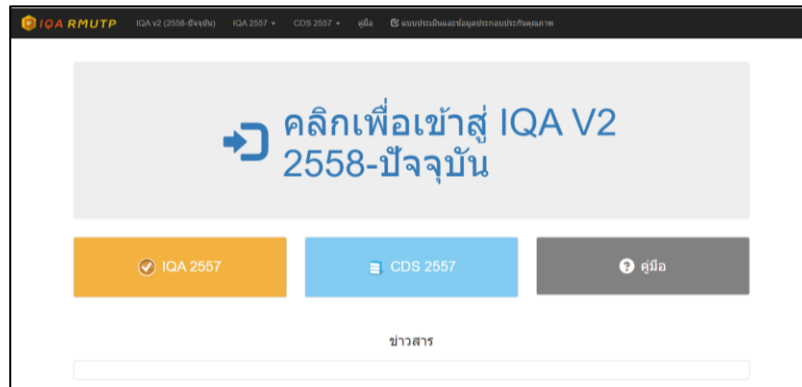 IQA RMUTP IQA v2 (2558-ปัจจุบัน) IQA 2557 CDS 2557 คู่มือ แบบประเมินและข้อมูลประกอบประกันคุณภาพ
คลิกเพื่อเข้าสู่ IQA V2
2558-ปัจจุบัน
IQA 2557 CDS 2557 คู่มือ
ข่าวสาร